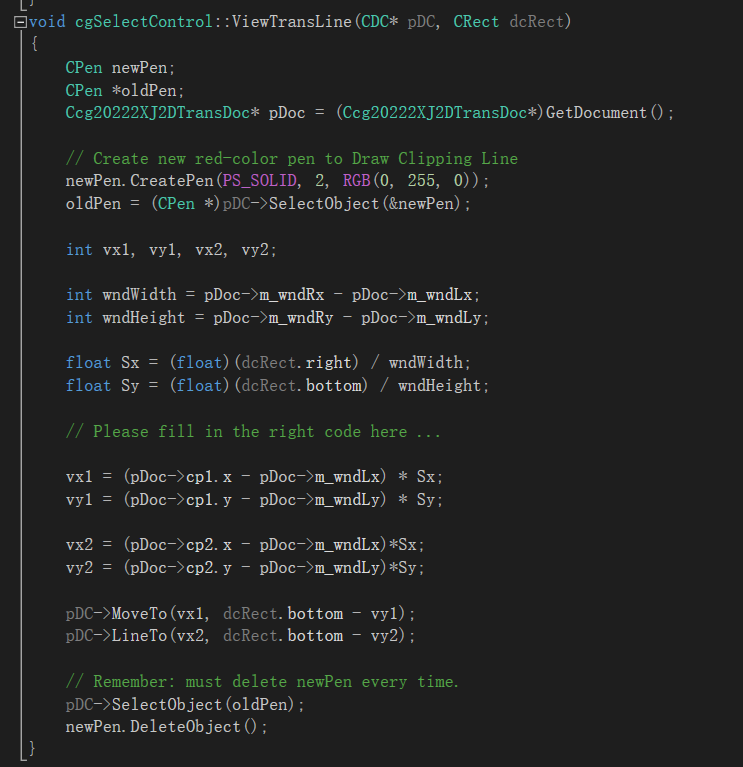 }
void cgSelectControl::ViewTransLine(CDC* pDC, CRect dcRect)
{
CPen newPen;
CPen *oldPen;
Ccg20222XJ2DTransDoc* pDoc = (Ccg20222XJ2DTransDoc*)GetDocument();
// Create new red-color pen to Draw Clipping Line
newPen.CreatePen(PS_SOLID, 2, RGB(0, 255, 0));
oldPen = (CPen *)pDC->SelectObject(&newPen);
int vx1, vy1, vx2, vy2;
int wndWidth = pDoc->m_wndRx - pDoc->m_wndLx;
int wndHeight = pDoc->m_wndRy - pDoc->m_wndLy;
float Sx = (float)(dcRect.right) / wndWidth;
float Sy = (float)(dcRect.bottom) / wndHeight;
// Please fill in the right code here ...
vx1 = (pDoc->cp1.x - pDoc->m_wndLx) * Sx;
vy1 = (pDoc->cp1.y - pDoc->m_wndLy) * Sy;
vx2 = (pDoc->cp2.x - pDoc->m_wndLx)*Sx;
vy2 = (pDoc->cp2.y - pDoc->m_wndLy)*Sy;
pDC->MoveTo(vx1, dcRect.bottom - vy1);
pDC->LineTo(vx2, dcRect.bottom - vy2);
// Remember: must delete newPen every time.
pDC->SelectObject(oldPen);
newPen.DeleteObject();
}